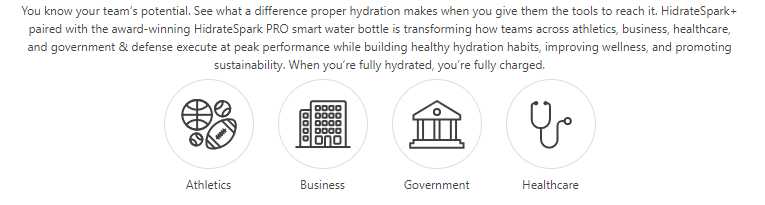 You know your team's potential. See what a difference proper hydration makes when you give them the tools to reach it. HidrateSpark+
paired with the award-winning HidrateSpark PRO smart water bottle is transforming how teams across athletics, business, healthcare,
and government & defense execute at peak performance while building healthy hydration habits, improving wellness, and promoting
sustainability. When you're fully hydrated, you're fully charged.
Athletics
Business
Government
Healthcare